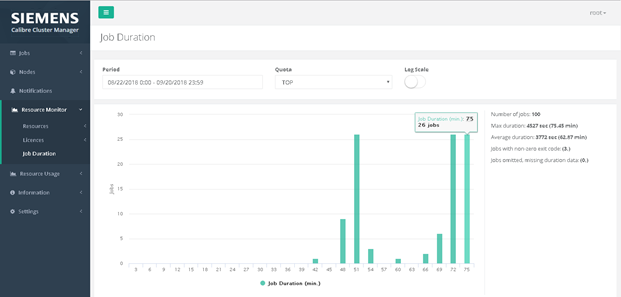 SIEMENS
Calibre Cluster Manager
root
Job Duration
Jobs
Nodes
Notifications
Resource Monitor
Resources
Licences
Job Duration
Resource Usage
Information
Settings
Period
Quote
Log Scale
06/22/2018 0:00 - 09/20/2018 23:59
TOP
30
25
20
15
10
5
0
Jobs
Job Duration (min.): 75
26 jobs
3 6 9 12 15 18 21 24 27 30 33 36 39 42 45 48 51 54 57 60 63 66 69 72 75
Job Duration (min.)
Number of jobs: 100
Max duration: 4527 sec (75.45 min)
Average duration: 3772 sec (62.87 min)
Jobs with non-zero exit code: (3.)
Jobs omitted, missing duration data: (0.)